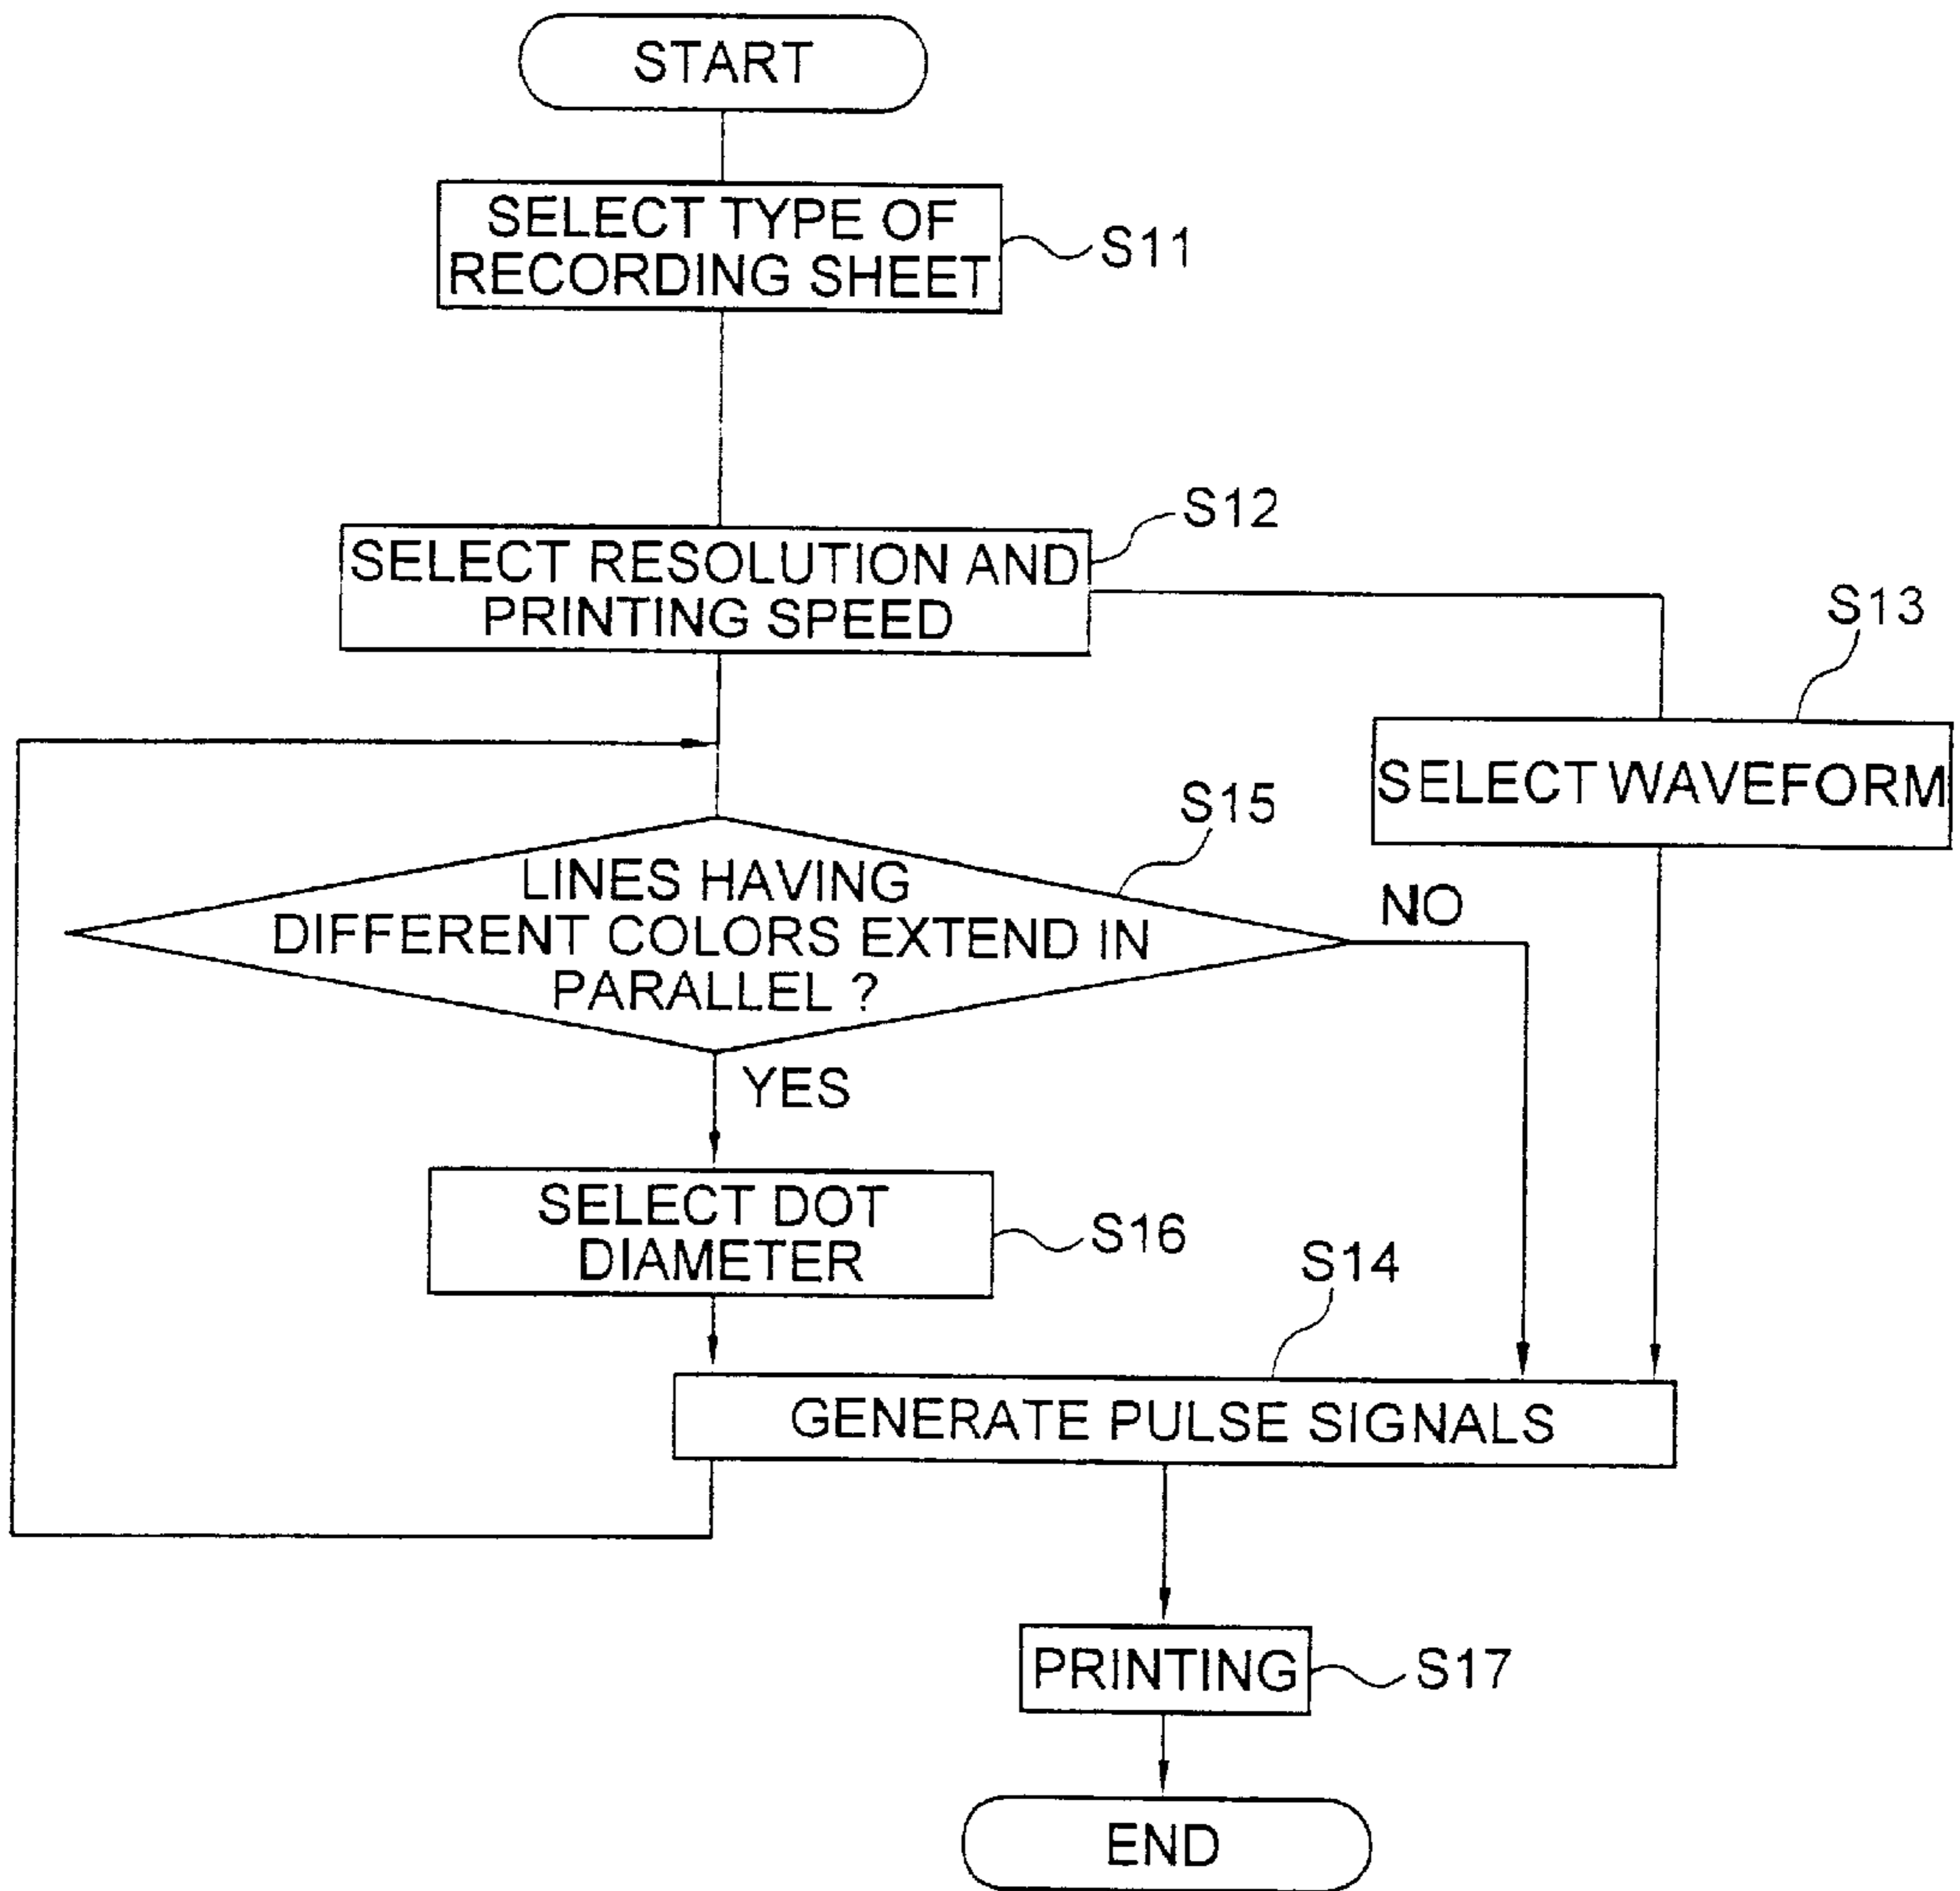 START
SELECT TYPE OF
RECORDING SHEET
S11
S12
SELECT RESOLUTION AND
PRINTING SPEED
S13
SELECT WAVEFORM
S15
LINES HAVING
DIFFERENT COLORS EXTEND IN
PARALLEL ?
NO
YES
SELECT DOT
DIAMETER
S16
S14
GENERATE PULSE SIGNALS
PRINTING
S17
END